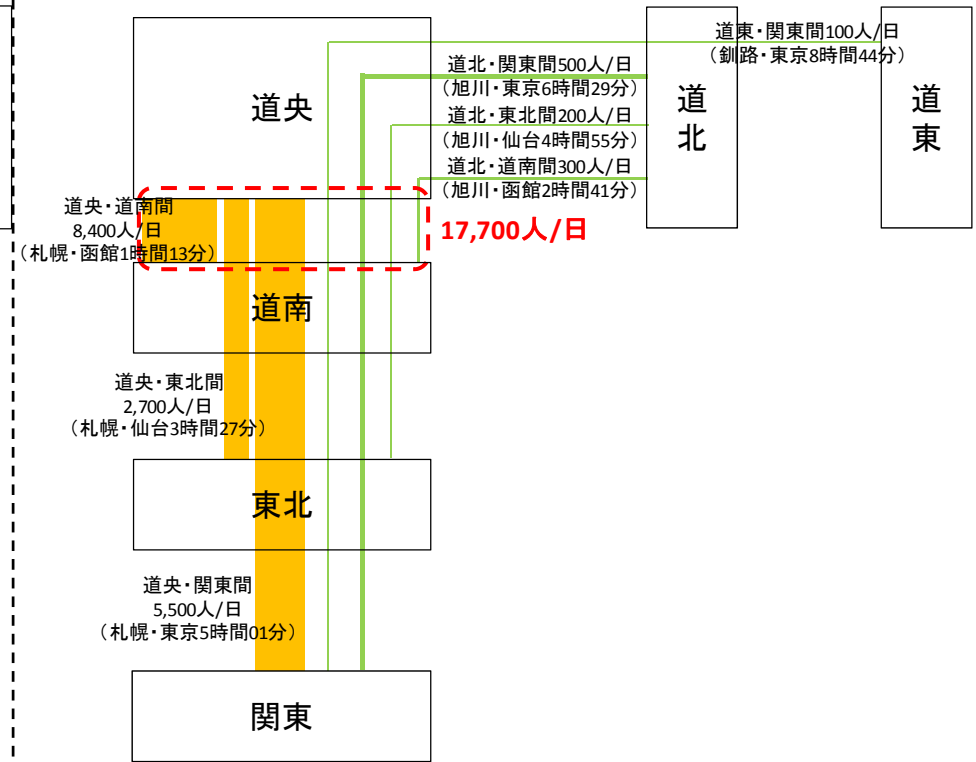 道東・関東間100人/日
（釧路・東京8時間44分）
道北・関東間500人/日
（旭川・東京6時間29分）
道央
道北
道東
道北・東北間200人/日
（旭川・仙台4時間55分）
道北・道南間300人/日
（旭川・函館2時間41分）
道央・道南間
8,400人/日
（札幌・函館1時間13分）
17,700人/日
道南
道央・東北間
2,700人/日
（札幌・仙台3時間27分）
東北
道央・関東間
5,500人/日
（札幌・東京5時間01分）
関東